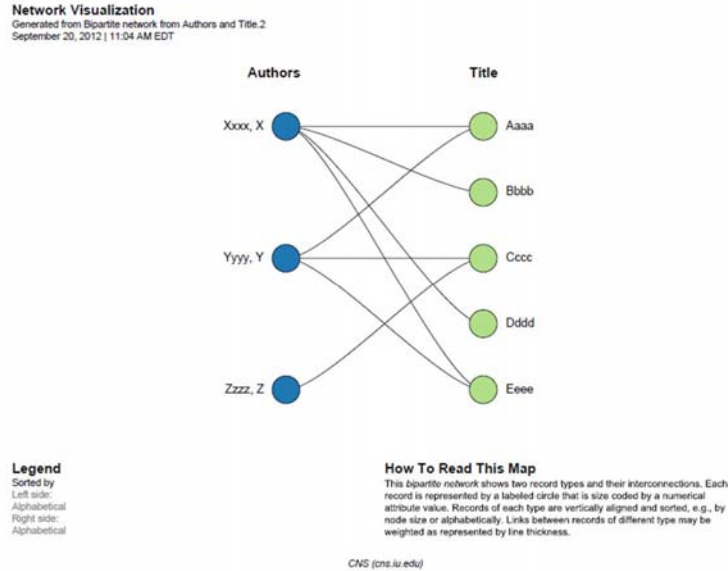 Network Visualization
Generated from Bipartite network from Authors and Title.2
September 20, 2012 | 11:04 AM EDT
Authors
Title
Xxxx, X
Aaaa
Bbbb
Yyyy, Y
Cccc
Dddd
Zzzz, Z
Eeee
Legend
Sorted by
Left side:
Alphabetical
Right side:
Alphabetical
How To Read This Map
This bipartite network shows two record types and their interconnections. Each
record is represented by a labeled circle that is size coded by a numerical
attribute value. Records of each type are vertically aligned and sorted, e.g., by
node size or alphabetically. Links between records of different type may be
weighted as represented by line thickness.
CNS (cns.iu.edu)